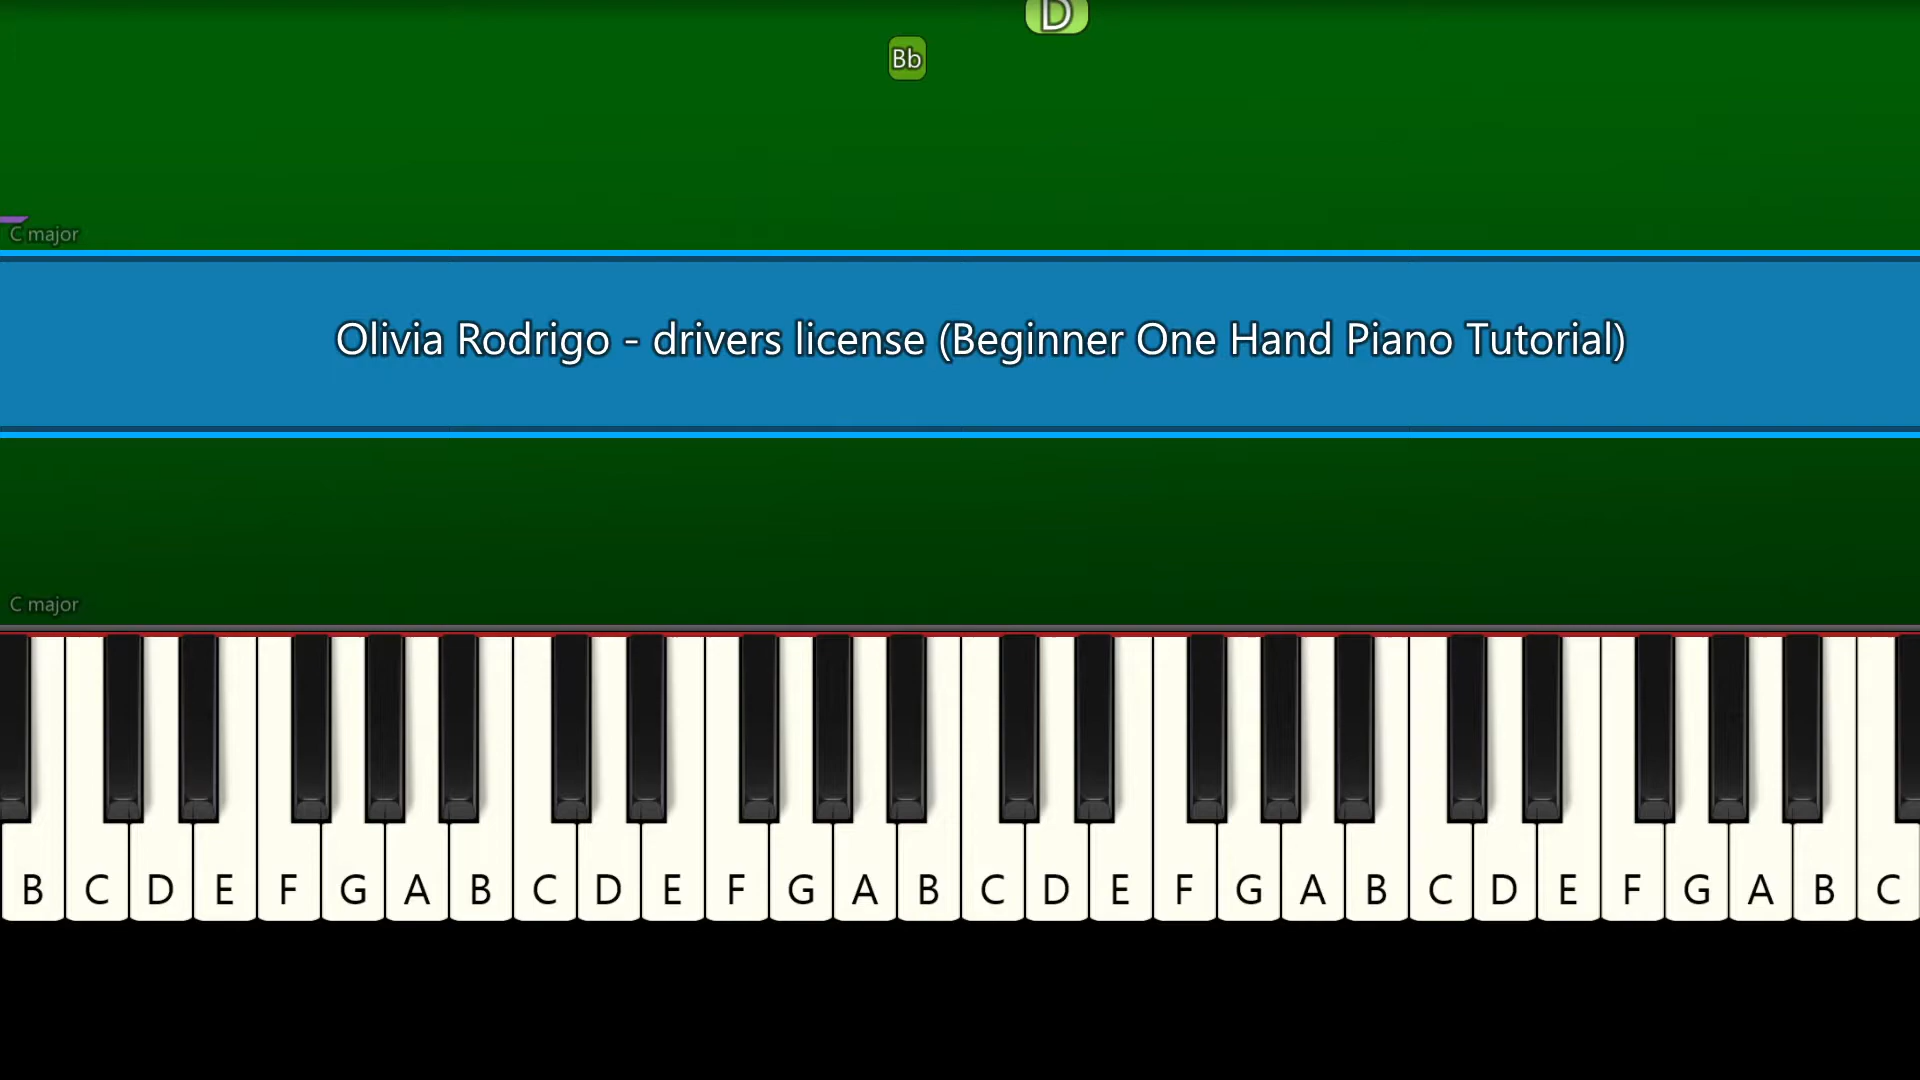 D
Bb
C major
Olivia Rodrigo - drivers license (Beginner One Hand Piano Tutorial)
C major
B C D E F G A B C D E F G A B C D E F G A B C D E F G A B C